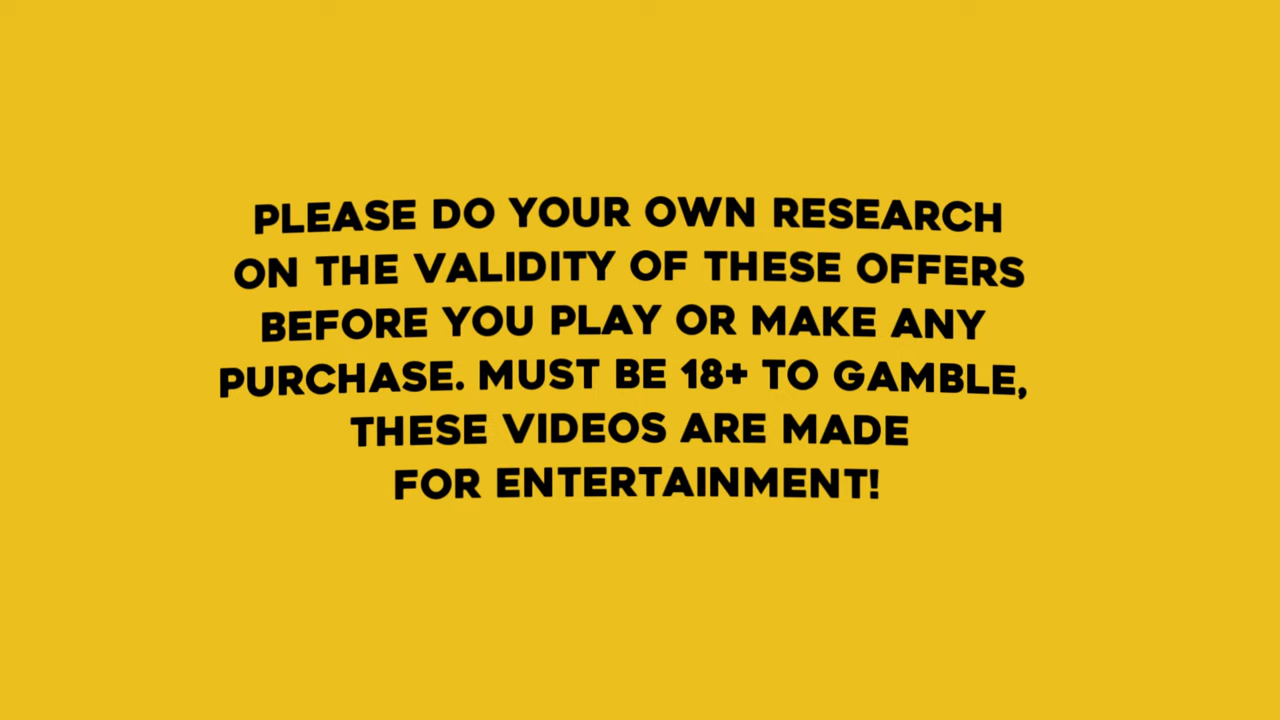 PLEASE DO YOUR OWN RESEARCH
ON THE VALIDITY OF THESE OFFERS
BEFORE YOU PLAY OR MAKE ANY
PURCHASE. MUST BE 18+ TO GAMBLE,
THESE VIDEOS ARE MADE
FOR ENTERTAINMENT!